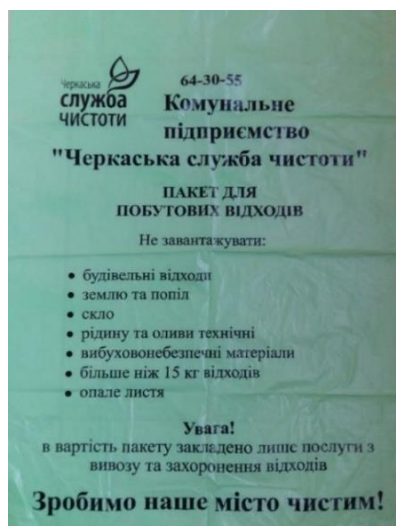 Черкаська
служба
чистоти
64-30-55
Комунальне
підприємство
"Черкаська служба чистоти"
ПАКЕТ ДЛЯ
ПОБУТОВИХ ВІДХОДІВ
Не завантажувати:
• будівельні відходи
• землю та попіл
• скло
• рідину та оливи технічні
• вибуховонебезпечні матеріали
• більше ніж 15 кг відходів
• опале листя
Увага!
в вартість пакету закладено лише послуги з
вивозу та захоронення відходів
Зробимо наше місто чистим!